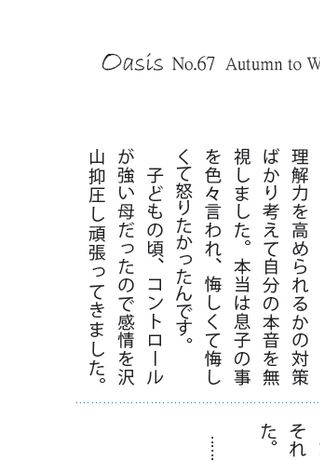 Oasis No.67 Autumn to W
理解力を高められるかの対策
ばかり考えて自分の本音を無
視しました。本当は息子の事
を色々言われ、悔しくて悔し
くて怒りたかったんです。
子どもの頃、コントロール
が強い母だったので感情を沢
山抑圧し頑張ってきました。
それ
た。
……